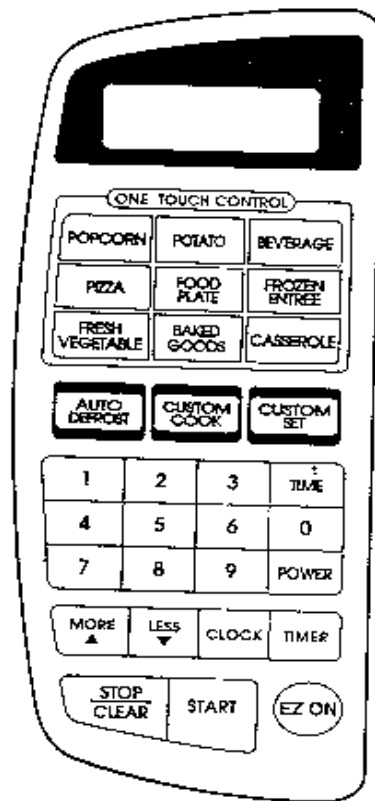 ONE TOUCH CONTROL
POPCORN POTATO BEVERAGE
PIZZA FOOD PLATE FROZEN ENTREE
FRESH VEGETABLE BAKED GOODS CASSEROLE
AUTO DEFROST CUSTOM COOK CUSTOM SET
1 2 3 TIME
4 5 6 0
7 8 9 POWER
MORE ▲ LESS ▼ CLOCK TIMER
STOP CLEAR START EZ ON